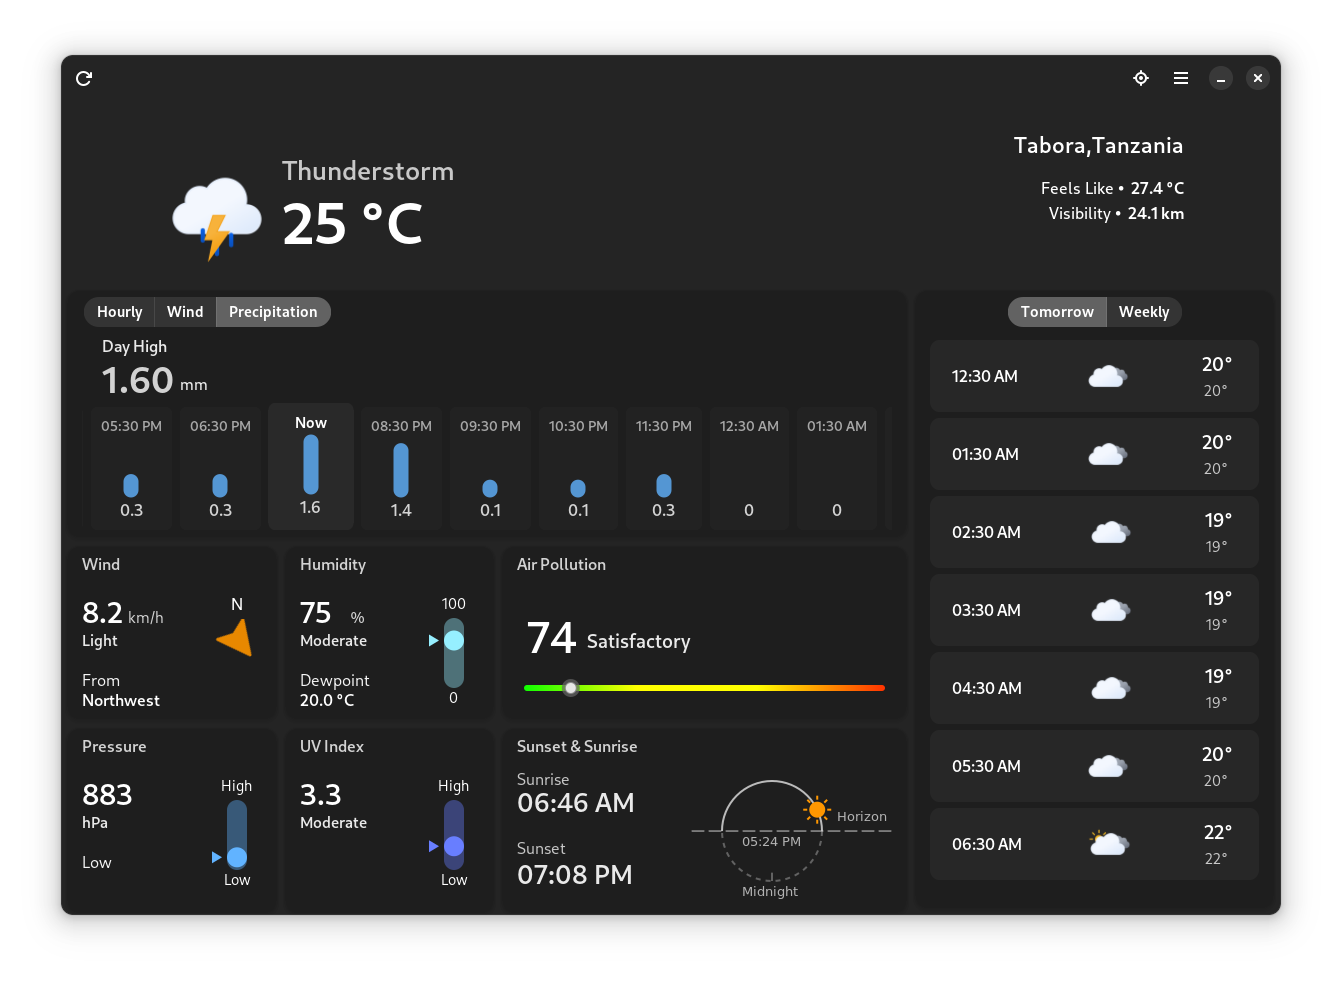 Thunderstorm
25 °C
Tabora,Tanzania
Feels Like • 27.4 °C
Visibility • 24.1 km
Hourly Wind Precipitation
Day High
1.60 mm
05:30 PM 06:30 PM Now 08:30 PM 09:30 PM 10:30 PM 11:30 PM 12:30 AM 01:30 AM
0.3 0.3 1.6 1.4 0.1 0.1 0.3 0 0
Tomorrow Weekly
12:30 AM 20° 20°
01:30 AM 20° 20°
02:30 AM 19° 19°
03:30 AM 19° 19°
04:30 AM 19° 19°
05:30 AM 20° 20°
06:30 AM 22° 22°
Wind
8.2 km/h
Light
From
Northwest
N
Humidity
75 %
Moderate
Dewpoint
20.0 °C
100
0
Air Pollution
74 Satisfactory
Pressure
883
hPa
Low
High
Low
UV Index
3.3
Moderate
High
Low
Sunset & Sunrise
Sunrise
06:46 AM
Sunset
07:08 PM
Horizon
05:24 PM
Midnight